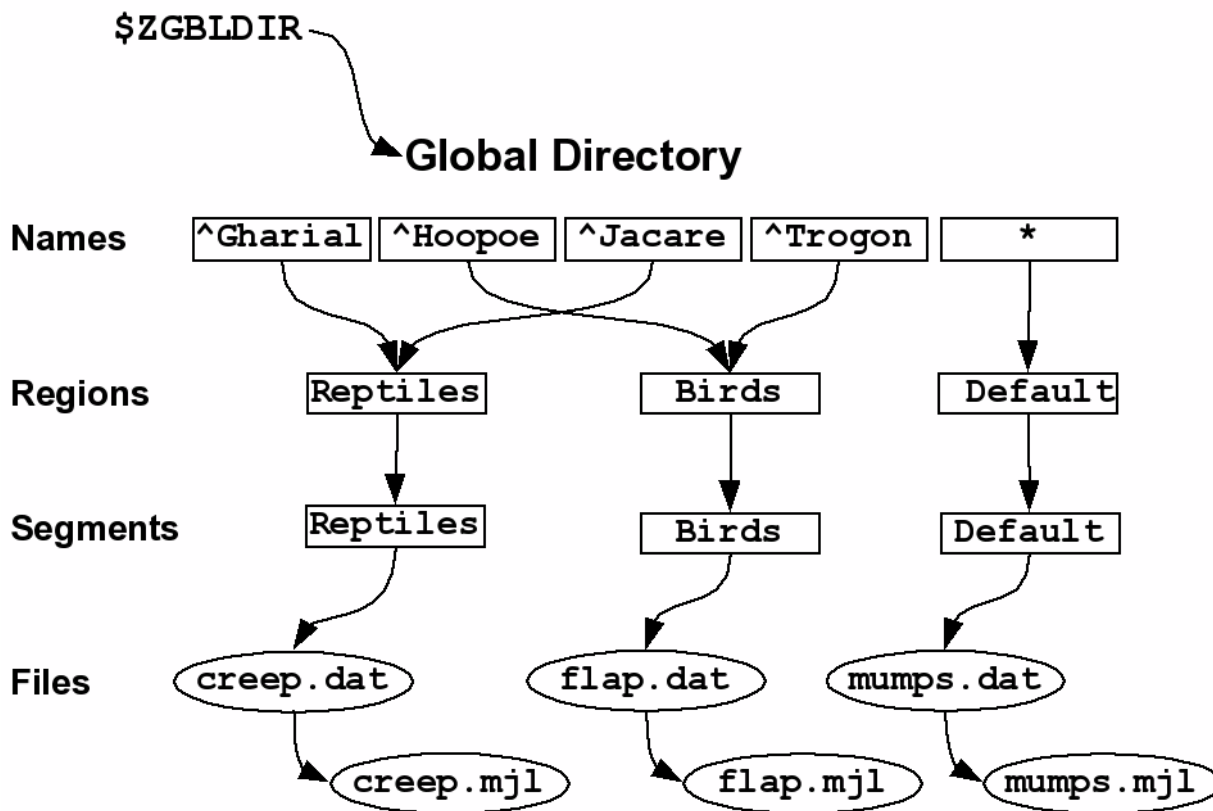 $ZGBLDIR
Global Directory
Names ^Gharial ^Hoopoe ^Jacare ^Trogon *
Regions Reptiles Birds Default
Segments Reptiles Birds Default
Files creep.dat flap.dat mumps.dat
creep.mjl flap.mjl mumps.mjl